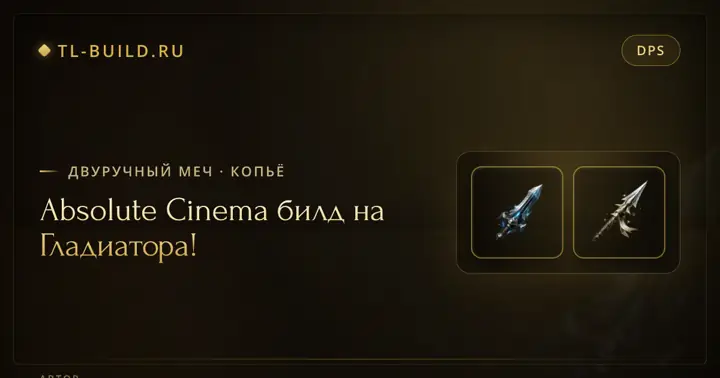 TL-BUILD.RU
DPS
ДВУРУЧНЫЙ МЕЧ · КОПЬЁ
Absolute Cinema билд на
Гладиатора!